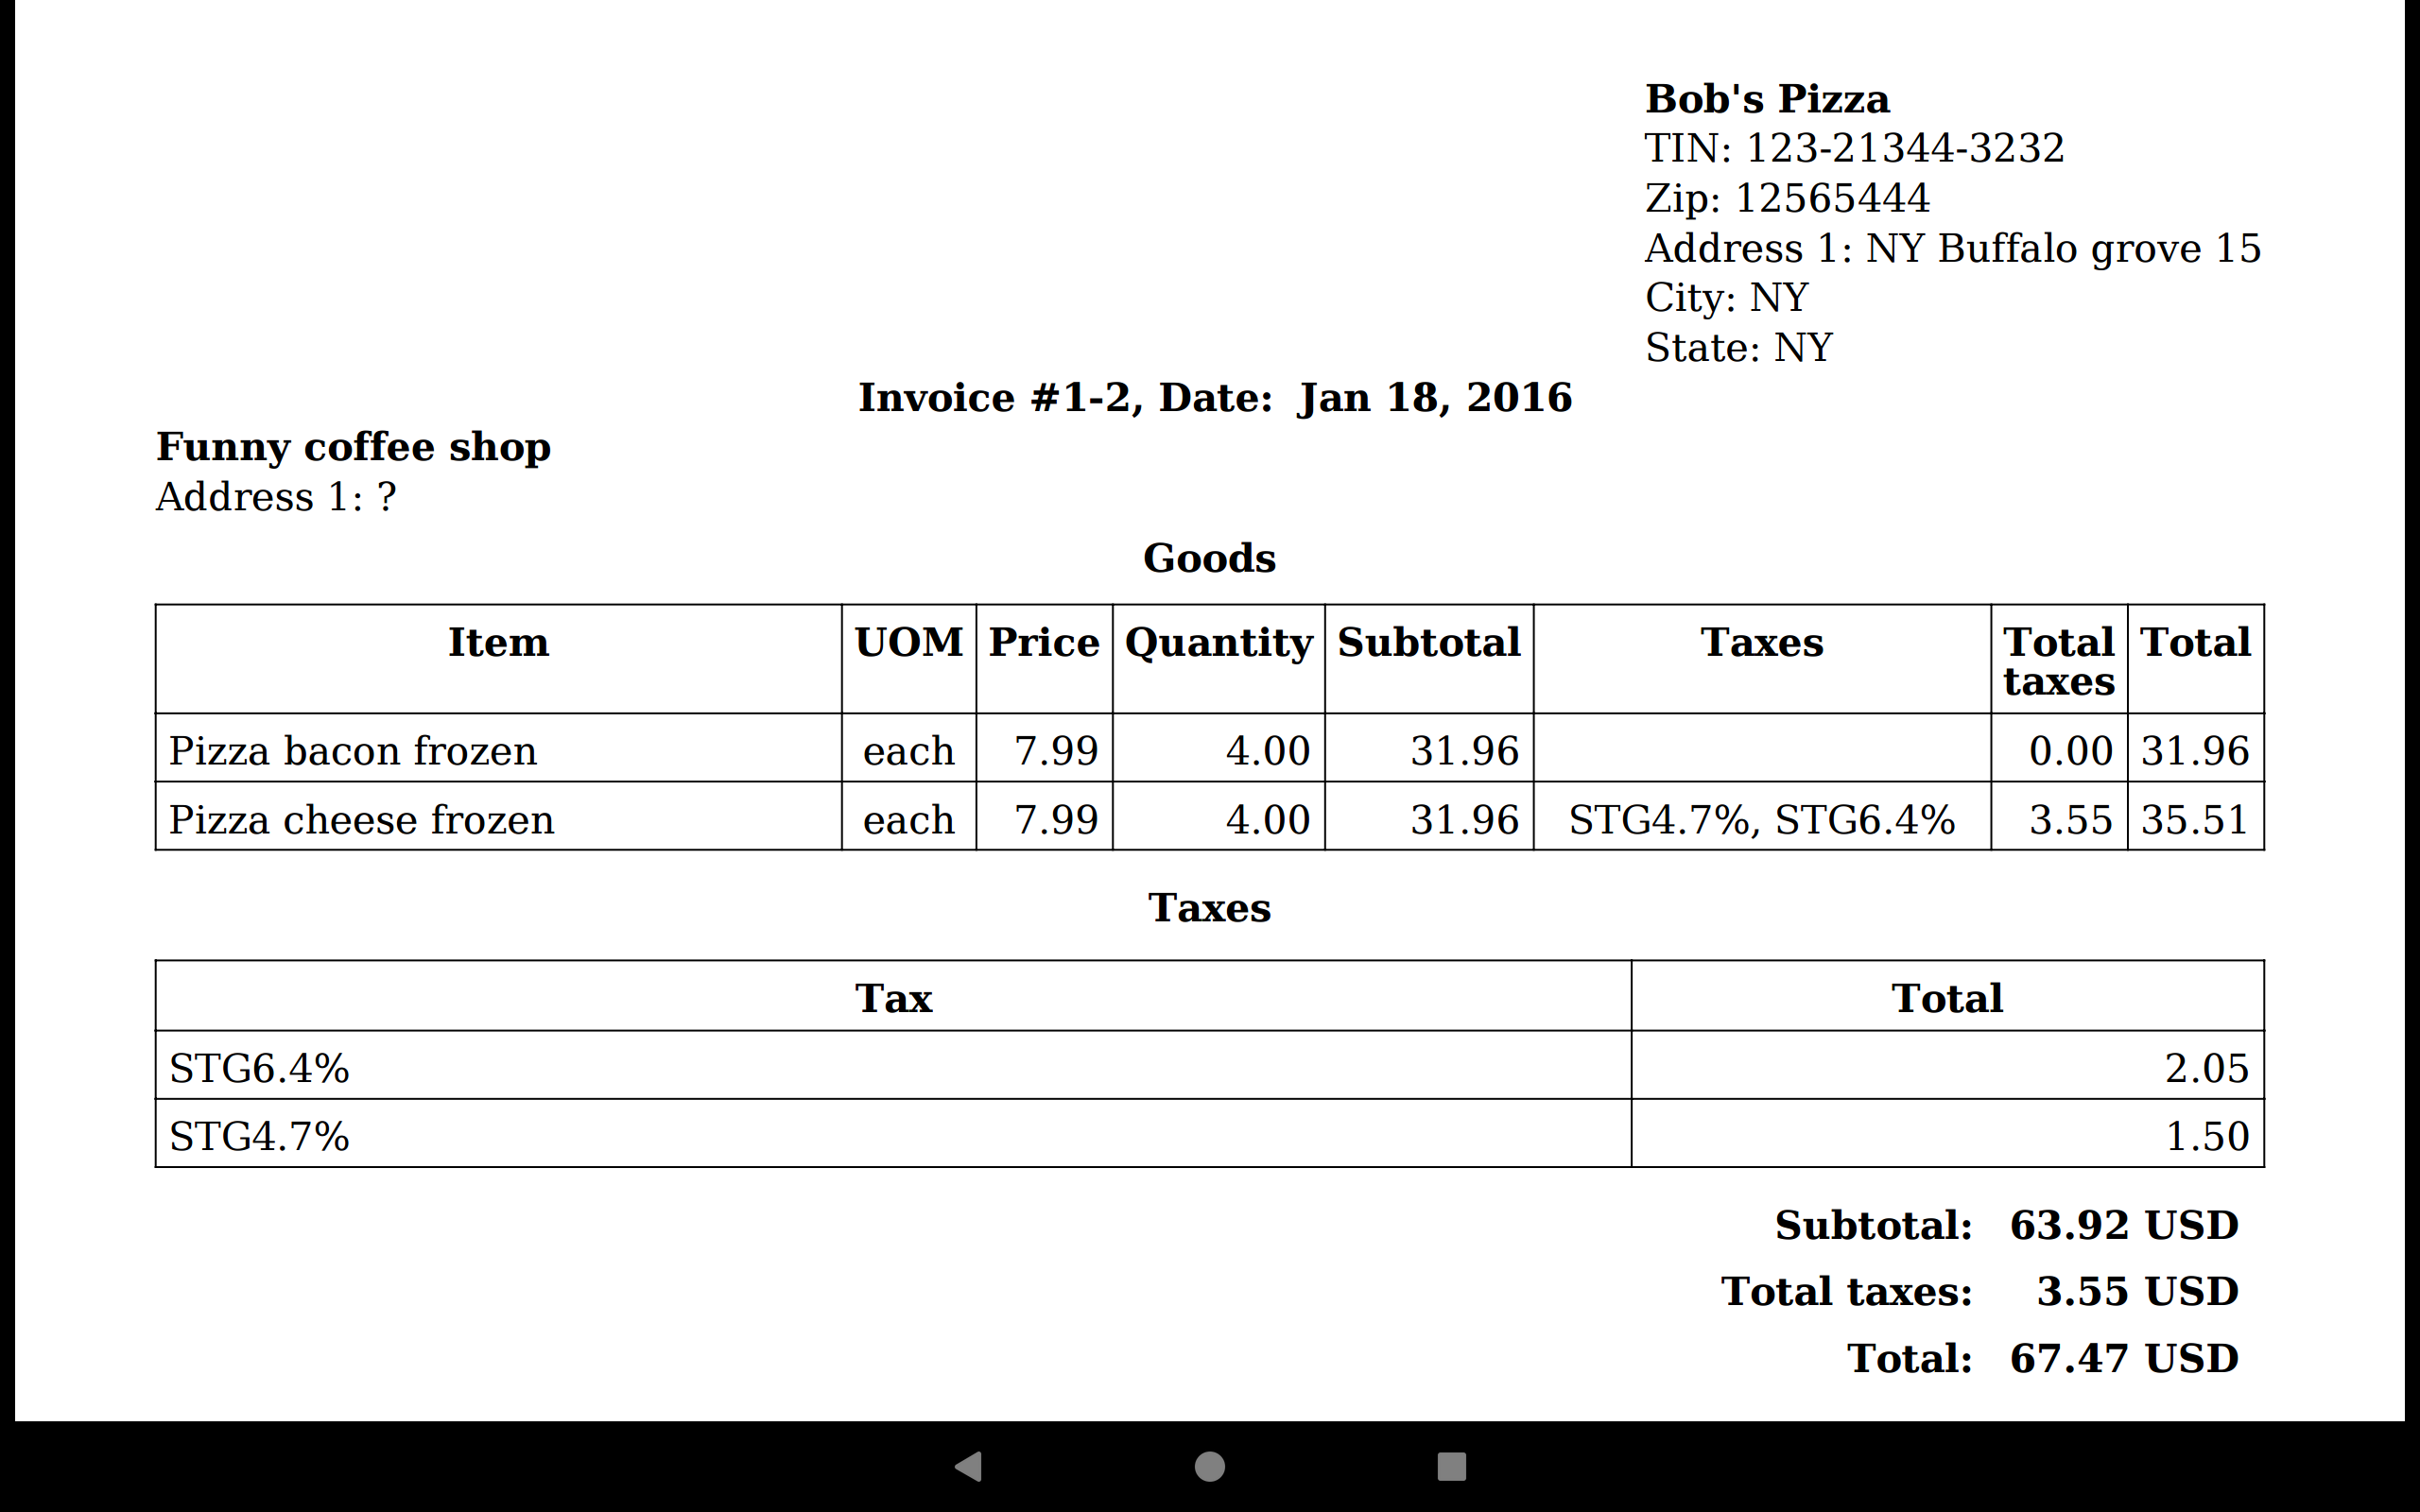 Bob's Pizza
TIN: 123-21344-3232
Zip: 12565444
Address 1: NY Buffalo grove 15
City: NY
State: NY
Invoice #1-2, Date: Jan 18, 2016
Funny coffee shop
Address 1: ?
Goods
Item UOM Price Quantity Subtotal Taxes Total taxes Total
Pizza bacon frozen each 7.99 4.00 31.96 0.00 31.96
Pizza cheese frozen each 7.99 4.00 31.96 STG4.7%, STG6.4% 3.55 35.51
Taxes
Tax Total
STG6.4% 2.05
STG4.7% 1.50
Subtotal: 63.92 USD
Total taxes: 3.55 USD
Total: 67.47 USD